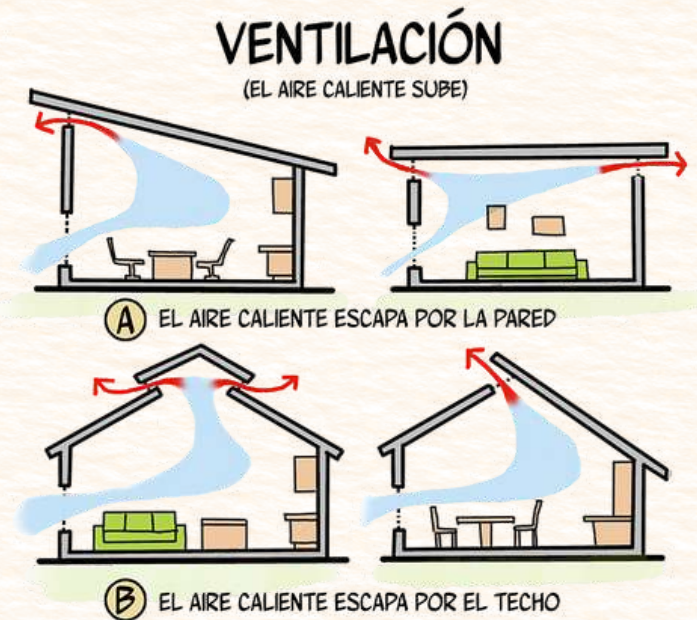 VENTILACIÓN
(EL AIRE CALIENTE SUBE)
A EL AIRE CALIENTE ESCAPA POR LA PARED
B EL AIRE CALIENTE ESCAPA POR EL TECHO